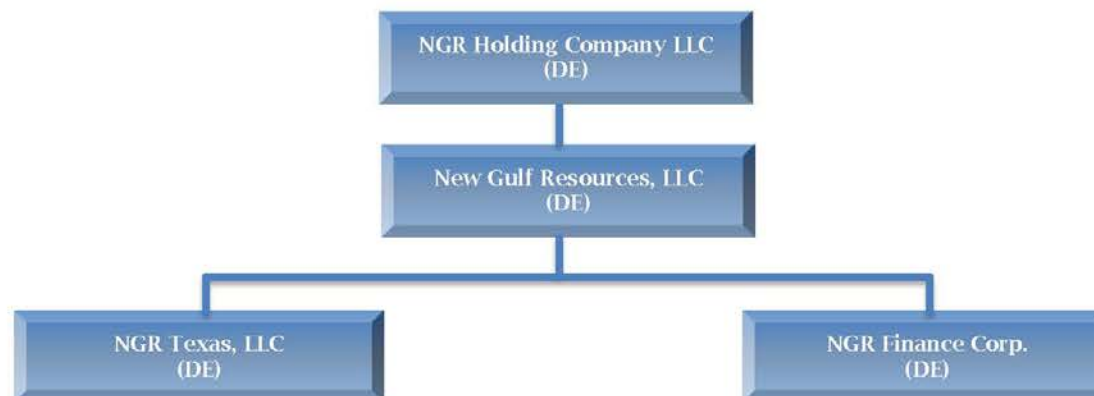 NGR Holding Company LLC
(DE)
New Gulf Resources, LLC
(DE)
NGR Texas, LLC
(DE)
NGR Finance Corp.
(DE)